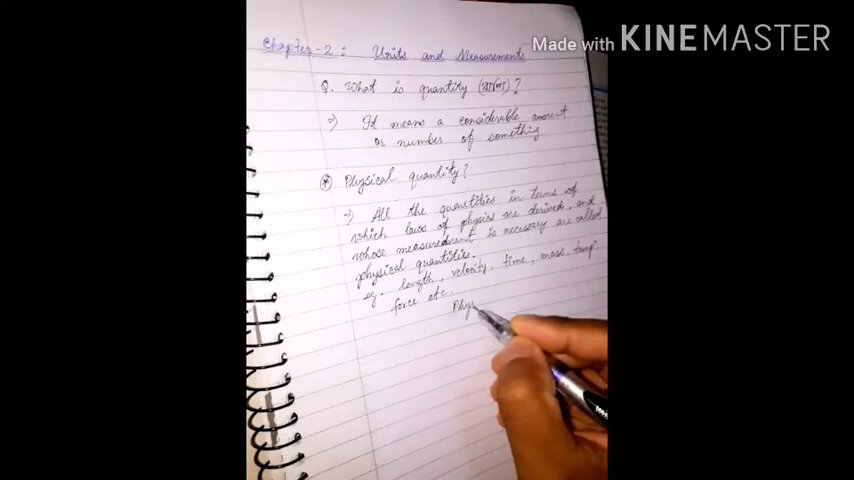 Made with KINEMASTER
Chapter-2 : Units and Measurements
Q. What is quantity (मात्रा) ?
⇒ It means a considerable amount
or number of something
* Physical quantity?
→ All the quantities in terms of
which laws of physics are derived, and
whose measurement is necessary are called
physical quantities.
eg. length, velocity, time, mass, temp
force etc.
Phys